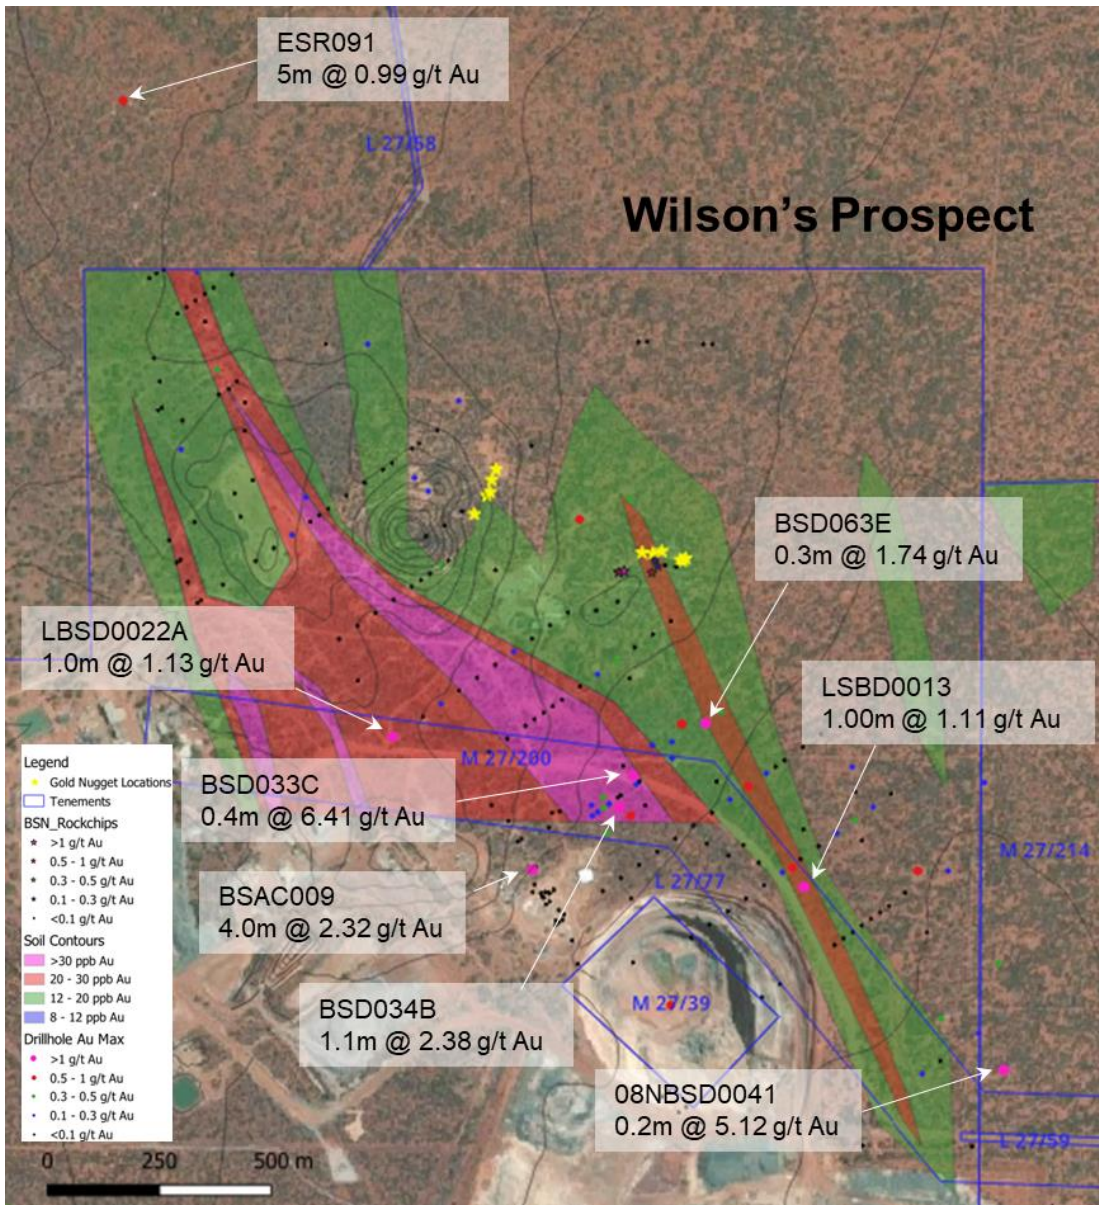 ESR091
5m @ 0.99 g/t Au
L 27/58
Wilson's Prospect
BSD063E
0.3m @ 1.74 g/t Au
LBSD0022A
1.0m @ 1.13 g/t Au
LSBD0013
1.00m @ 1.11 g/t Au
M 27/200
BSD033C
0.4m @ 6.41 g/t Au
M 27/214
L 27/77
BSAC009
4.0m @ 2.32 g/t Au
M 27/39
BSD034B
1.1m @ 2.38 g/t Au
08NBSD0041
0.2m @ 5.12 g/t Au
L 27/59
Legend
Gold Nugget Locations
Tenements
BSN_Rockchips
>1 g/t Au
0.5 - 1 g/t Au
0.3 - 0.5 g/t Au
0.1 - 0.3 g/t Au
<0.1 g/t Au
Soil Contours
>30 ppb Au
20 - 30 ppb Au
12 - 20 ppb Au
8 - 12 ppb Au
Drillhole Au Max
>1 g/t Au
0.5 - 1 g/t Au
0.3 - 0.5 g/t Au
0.1 - 0.3 g/t Au
<0.1 g/t Au
0 250 500 m